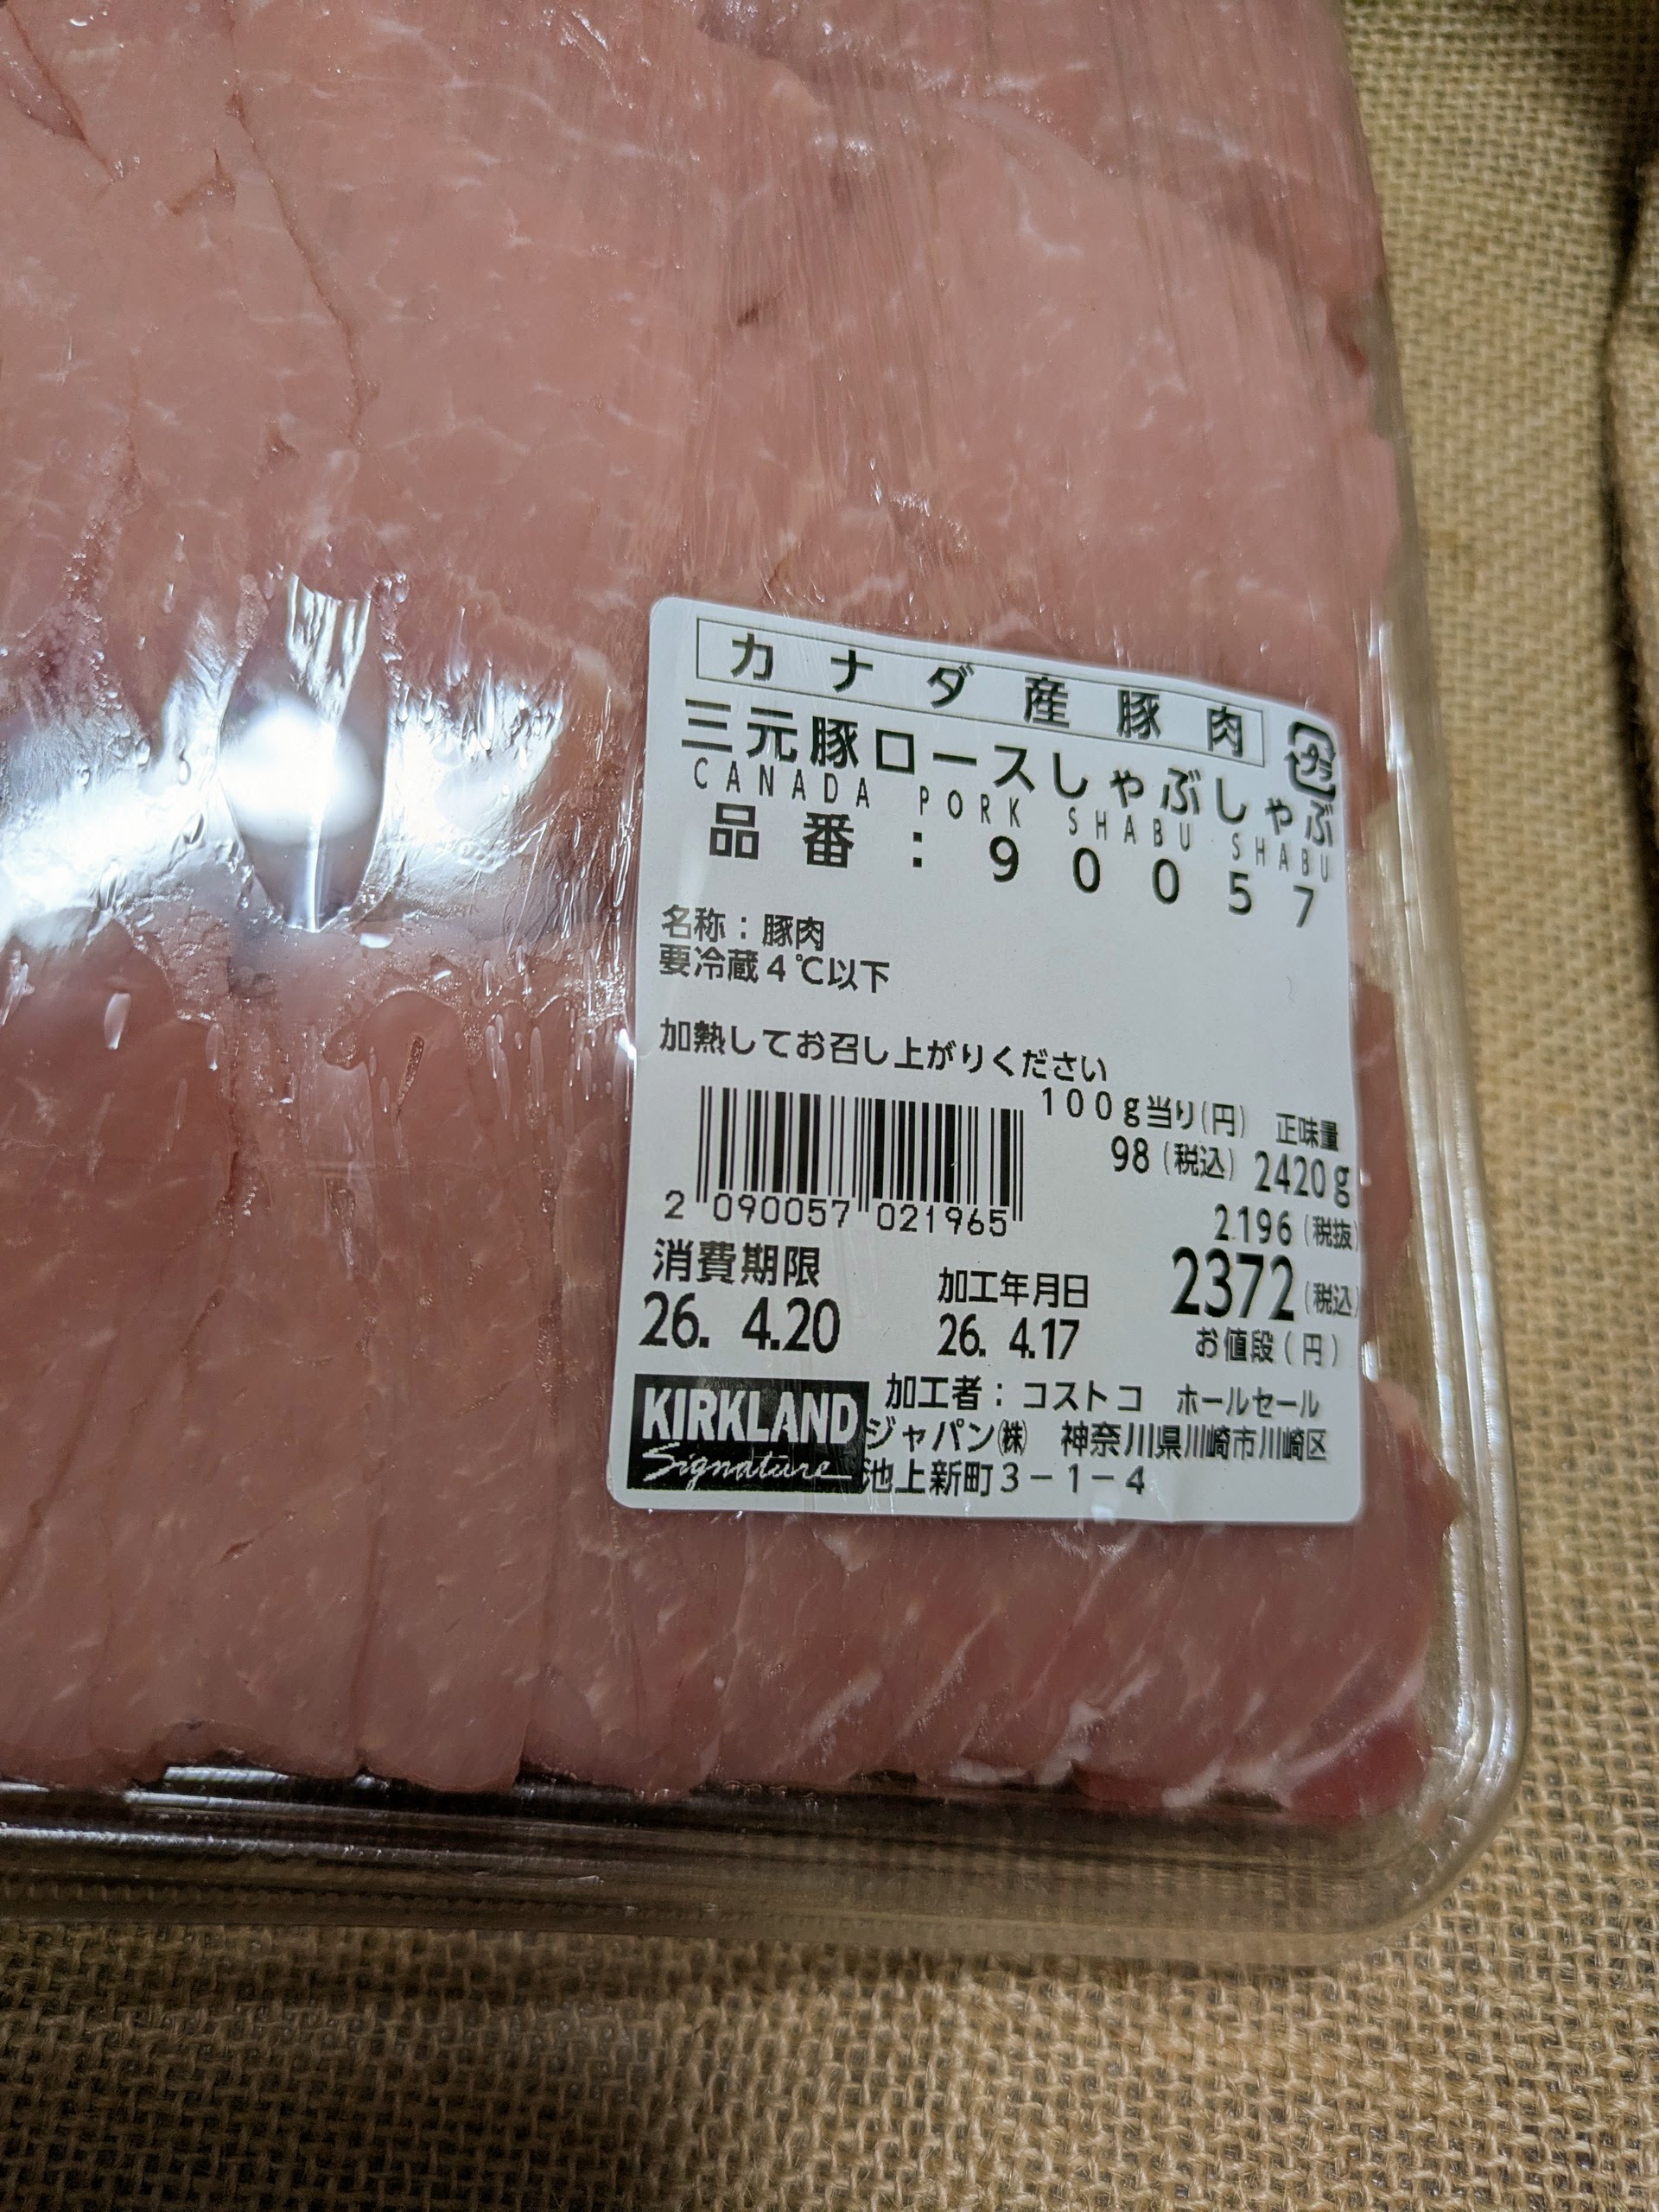 カナダ産豚肉
プラ
三元豚ロースしゃぶしゃぶ
CANADA PORK SHABU SHABU
品番：90057
名称：豚肉
要冷蔵4℃以下
加熱してお召し上がりください
100g当り(円) 正味量
98(税込) 2420g
2 090057 021965
2196(税抜)
2372(税込)
お値段(円)
消費期限 加工年月日
26. 4.20 26. 4.17
KIRKLAND
Signature
加工者：コストコ ホールセール
ジャパン㈱ 神奈川県川崎市川崎区
池上新町3－1－4